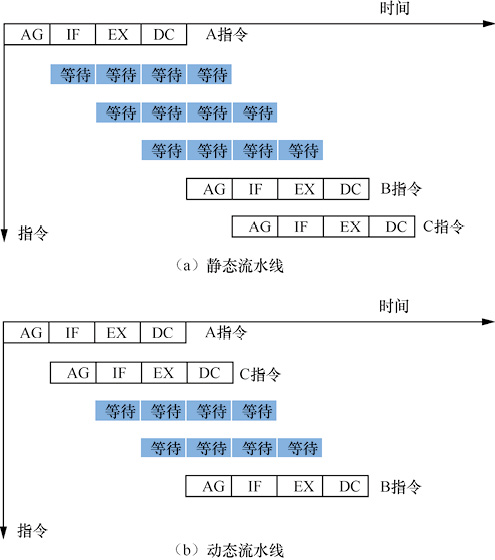 时间
AG IF EX DC A指令
等待 等待 等待 等待
等待 等待 等待 等待
等待 等待 等待 等待
AG IF EX DC B指令
AG IF EX DC C指令
指令
(a)静态流水线
时间
AG IF EX DC A指令
AG IF EX DC C指令
等待 等待 等待 等待
等待 等待 等待 等待
AG IF EX DC B指令
指令
(b)动态流水线